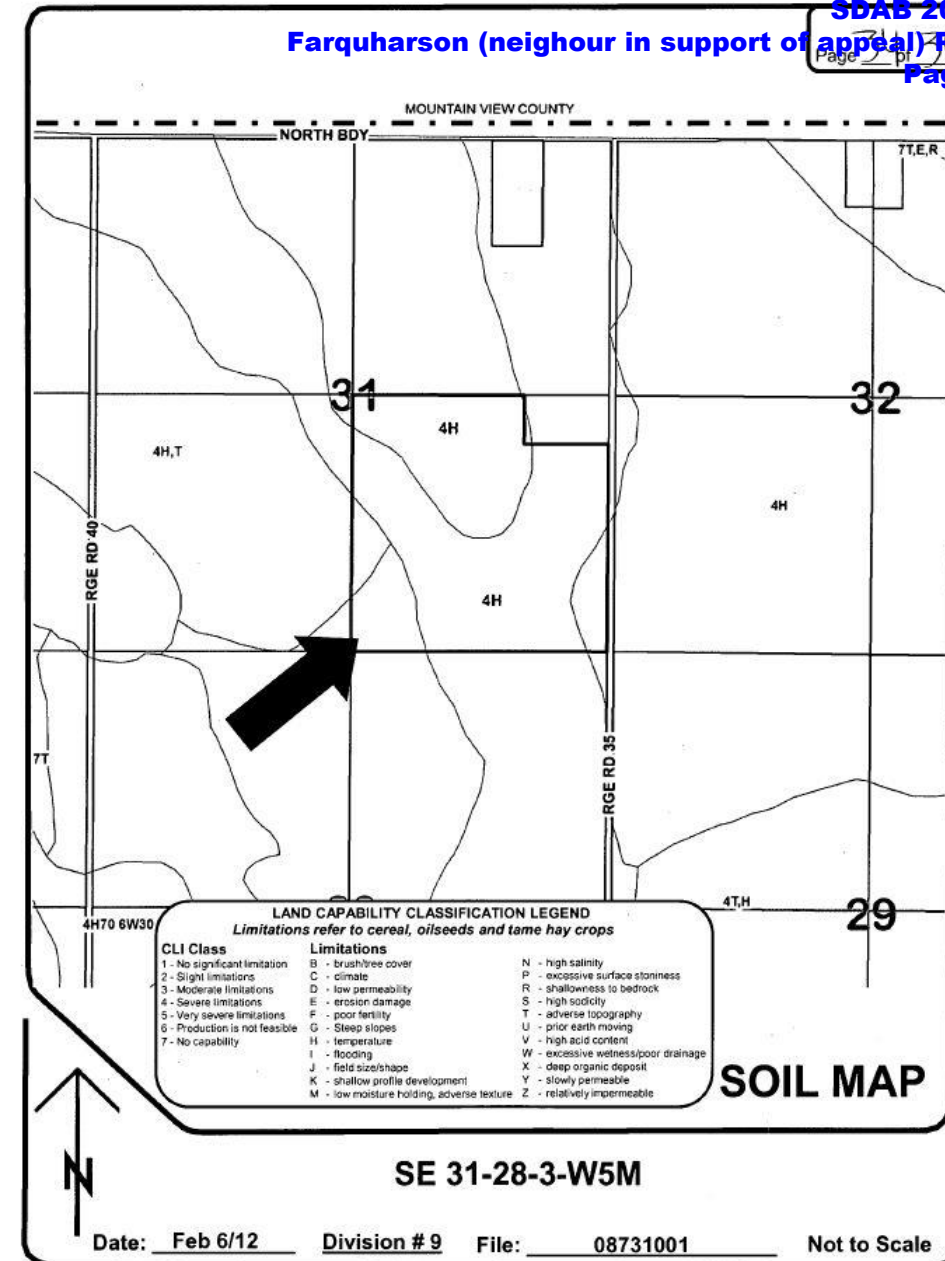 SDAB 20
Farquharson (neighour in support of appeal)
Page 34 of 3
Pag
MOUNTAIN VIEW COUNTY
NORTH BDY
7T,E,R
31
32
4H
4H,T
4H
RGE RD 40
4H
7T
RGE RD 35
4T,H
29
4H70 6W30
LAND CAPABILITY CLASSIFICATION LEGEND
Limitations refer to cereal, oilseeds and tame hay crops
CLI Class
1 - No significant limitation
2 - Slight limitations
3 - Moderate limitations
4 - Severe limitations
5 - Very severe limitations
6 - Production is not feasible
7 - No capability
Limitations
B - brush/tree cover
C - climate
D - low permeability
E - erosion damage
F - poor fertility
G - Steep slopes
H - temperature
I - flooding
J - field size/shape
K - shallow profile development
M - low moisture holding, adverse texture
N - high salinity
P - excessive surface stoniness
R - shallowness to bedrock
S - high sodicity
T - adverse topography
U - prior earth moving
V - high acid content
W - excessive wetness/poor drainage
X - deep organic deposit
Y - slowly permeable
Z - relatively impermeable
SOIL MAP
N
SE 31-28-3-W5M
Date: Feb 6/12 Division # 9 File: 08731001 Not to Scale